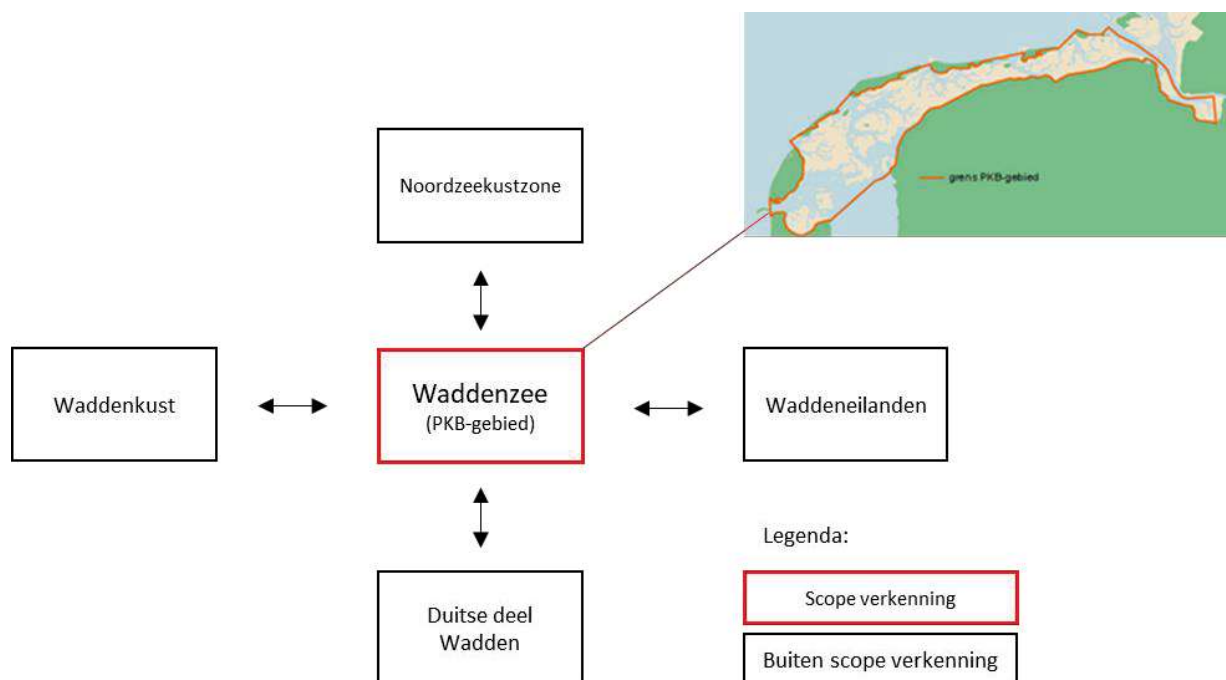 grens PKB-gebied
Noordzeekustzone
Waddenkust
Waddenzee
(PKB-gebied)
Waddeneilanden
Duitse deel
Wadden
Legenda:
Scope verkenning
Buiten scope verkenning